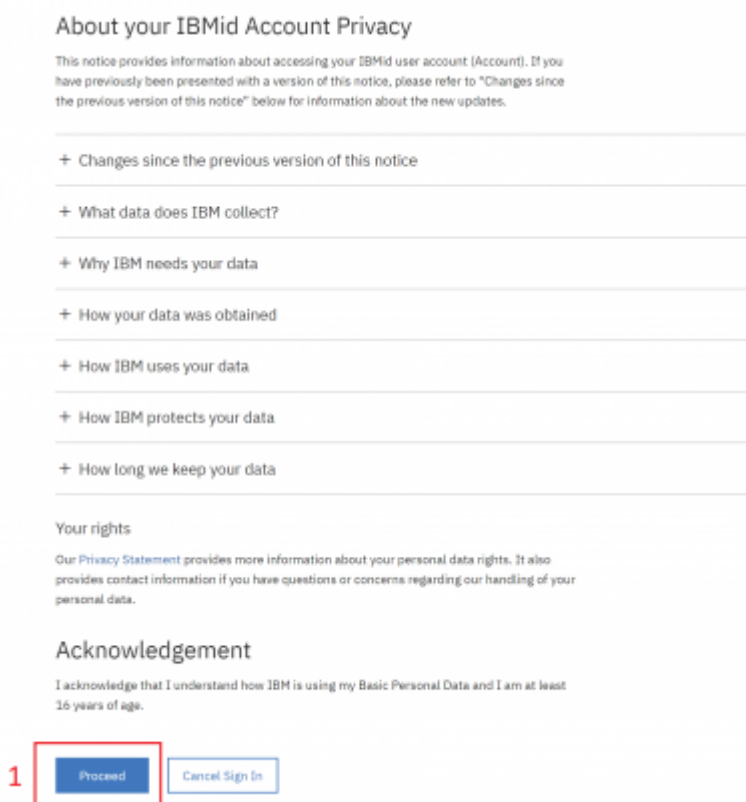 About your IBMid Account Privacy
This notice provides information about accessing your IBMid user account (Account). If you
have previously been presented with a version of this notice, please refer to "Changes since
the previous version of this notice" below for information about the new updates.
+ Changes since the previous version of this notice
+ What data does IBM collect?
+ Why IBM needs your data
+ How your data was obtained
+ How IBM uses your data
+ How IBM protects your data
+ How long we keep your data
Your rights
Our Privacy Statement provides more information about your personal data rights. It also
provides contact information if you have questions or concerns regarding our handling of your
personal data.
Acknowledgement
I acknowledge that I understand how IBM is using my Basic Personal Data and I am at least
16 years of age.
1 Proceed Cancel Sign In